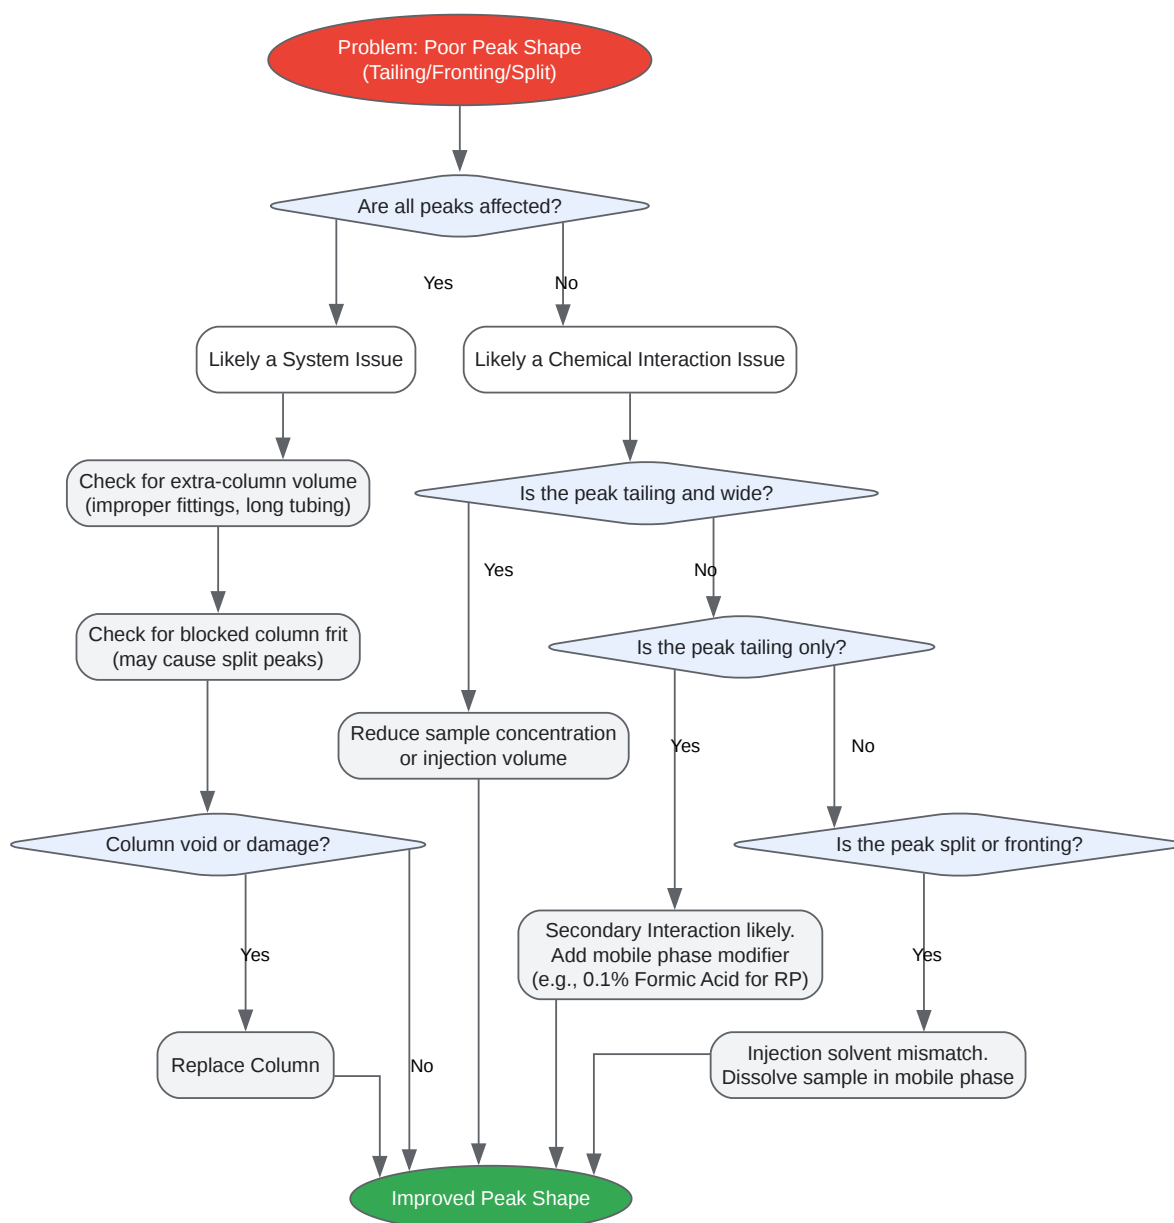 Problem: Poor Peak Shape
(Tailing/Fronting/Split)
Are all peaks affected?
Yes
No
Likely a System Issue
Likely a Chemical Interaction Issue
Check for extra-column volume
(improper fittings, long tubing)
Is the peak tailing and wide?
Yes
No
Check for blocked column frit
(may cause split peaks)
Is the peak tailing only?
Reduce sample concentration
or injection volume
Yes
No
Column void or damage?
Is the peak split or fronting?
Yes
Secondary Interaction likely.
Add mobile phase modifier
(e.g., 0.1% Formic Acid for RP)
Yes
Replace Column
No
Injection solvent mismatch.
Dissolve sample in mobile phase
Improved Peak Shape